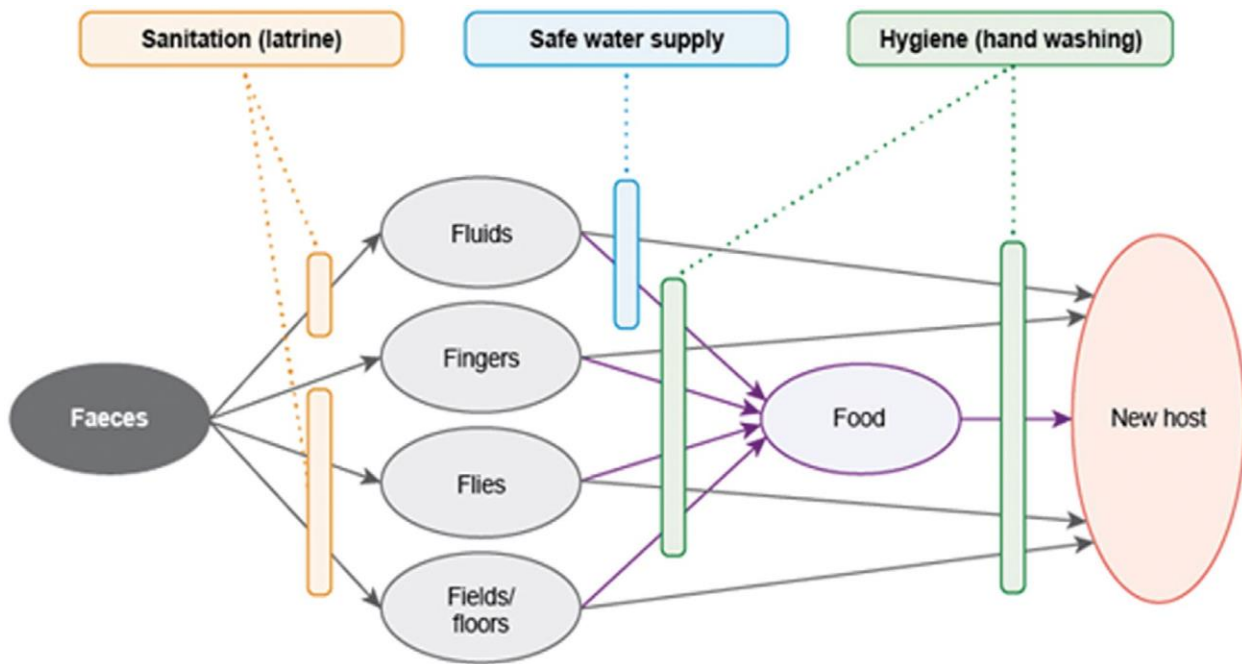 Sanitation (latrine)
Safe water supply
Hygiene (hand washing)
Fluids
Fingers
Faeces
Food
New host
Flies
Fields/
floors